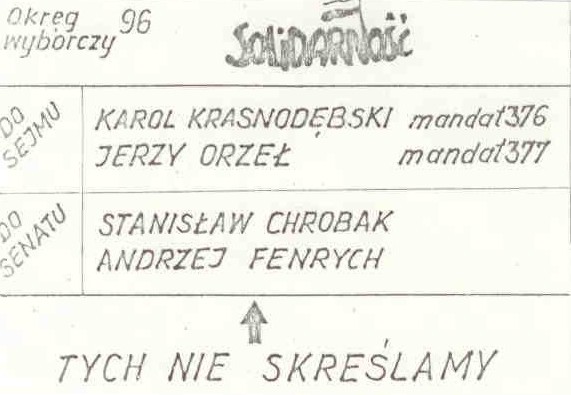 Okręg 96
wyborczy
SOLIDARNOŚĆ
DO SEJMU
KAROL KRASNODĘBSKI mandat 376
JERZY ORZEŁ mandat 377
DO SENATU
STANISŁAW CHROBAK
ANDRZEJ FENRYCH
TYCH NIE SKREŚLAMY